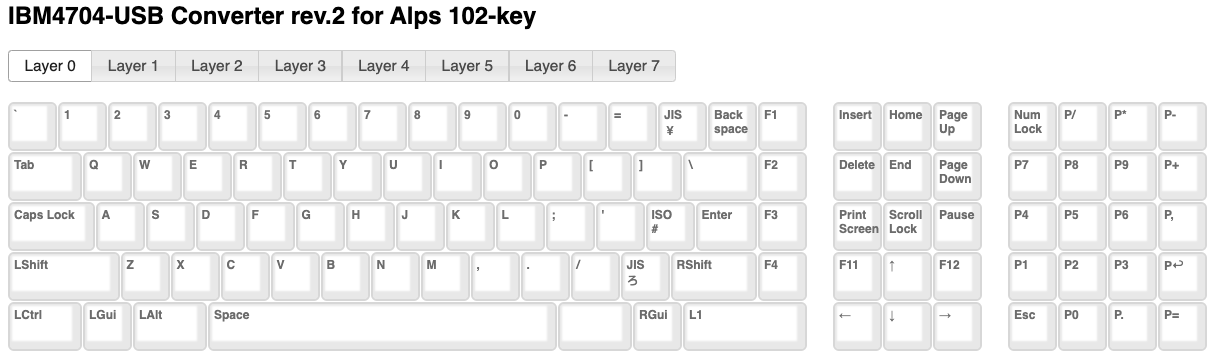 IBM4704-USB Converter rev.2 for Alps 102-key
Layer 0 Layer 1 Layer 2 Layer 3 Layer 4 Layer 5 Layer 6 Layer 7
` 1 2 3 4 5 6 7 8 9 0 - = JIS Back F1 Insert Home Page Num P/ P* P-
¥ space Up Lock
Tab Q W E R T Y U I O P [ ] \ F2 Delete End Page P7 P8 P9 P+
Down
Caps Lock A S D F G H J K L ; ' ISO Enter F3 Print Scroll Pause P4 P5 P6 P,
# Screen Lock
LShift Z X C V B N M , . / JIS RShift F4 F11 ↑ F12 P1 P2 P3 P↩
ろ
LCtrl LGui LAlt Space RGui L1 ← ↓ → Esc P0 P. P=